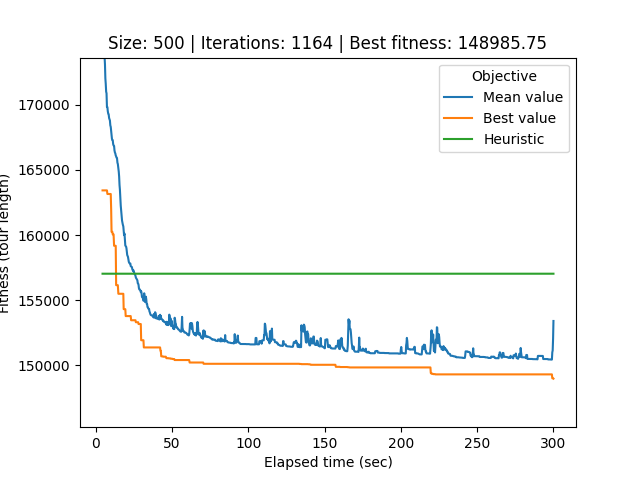 Size: 500 | Iterations: 1164 | Best fitness: 148985.75
Objective
Mean value
Best value
Heuristic
170000
165000
160000
155000
150000
Fitness (tour length)
0 50 100 150 200 250 300
Elapsed time (sec)